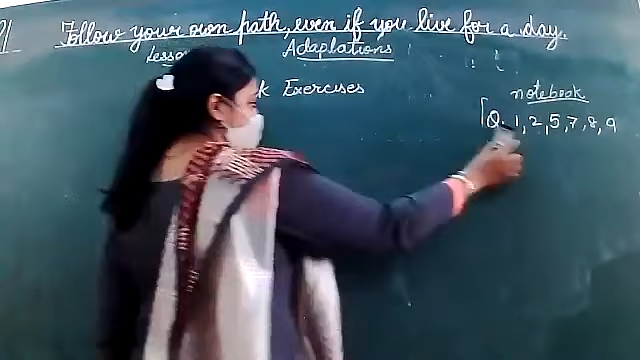 Follow your own path, even if you live for a day.
Adaptations
Exercises
notebook
Q. 1, 2, 5, 7, 8, 9